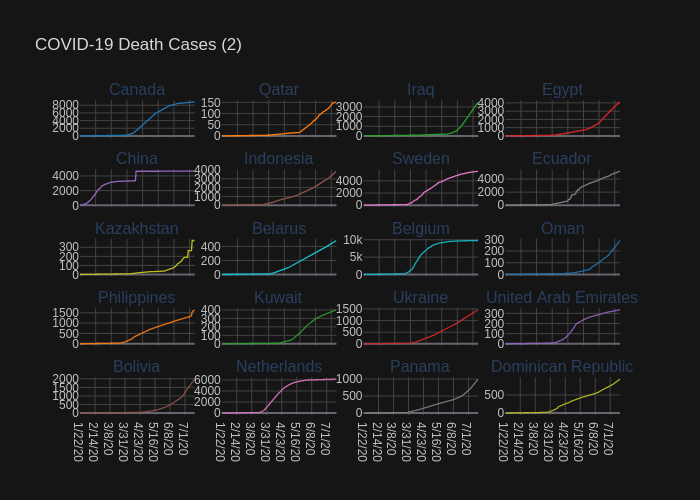 COVID-19 Death Cases (2)
Canada Qatar Iraq Egypt
8000 6000 4000 2000 0
150 100 50 0
3000 2000 1000 0
4000 3000 2000 1000 0
China Indonesia Sweden Ecuador
4000 2000 0
4000 3000 2000 1000 0
4000 2000 0
4000 2000 0
Kazakhstan Belarus Belgium Oman
300 200 100 0
400 200 0
10k 5k 0
300 200 100 0
Philippines Kuwait Ukraine United Arab Emirates
1500 1000 500 0
400 300 200 100 0
1500 1000 500 0
300 200 100 0
Bolivia Netherlands Panama Dominican Republic
2000 1500 1000 500 0
6000 4000 2000 0
1000 500 0
500 0
1/22/20 2/14/20 3/8/20 3/31/20 4/23/20 5/16/20 6/8/20 7/1/20
1/22/20 2/14/20 3/8/20 3/31/20 4/23/20 5/16/20 6/8/20 7/1/20
1/22/20 2/14/20 3/8/20 3/31/20 4/23/20 5/16/20 6/8/20 7/1/20
1/22/20 2/14/20 3/8/20 3/31/20 4/23/20 5/16/20 6/8/20 7/1/20